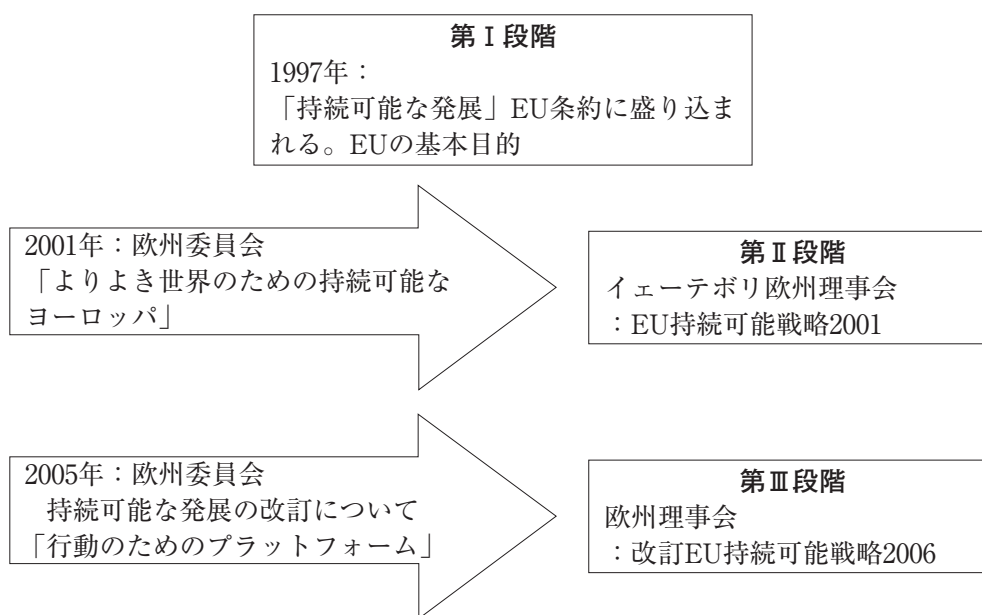 第Ⅰ段階
1997年：
「持続可能な発展」EU条約に盛り込ま
れる。EUの基本目的
2001年：欧州委員会
「よりよき世界のための持続可能な
ヨーロッパ」
第Ⅱ段階
イェーテボリ欧州理事会
：EU持続可能戦略2001
2005年：欧州委員会
持続可能な発展の改訂について
「行動のためのプラットフォーム」
第Ⅲ段階
欧州理事会
：改訂EU持続可能戦略2006